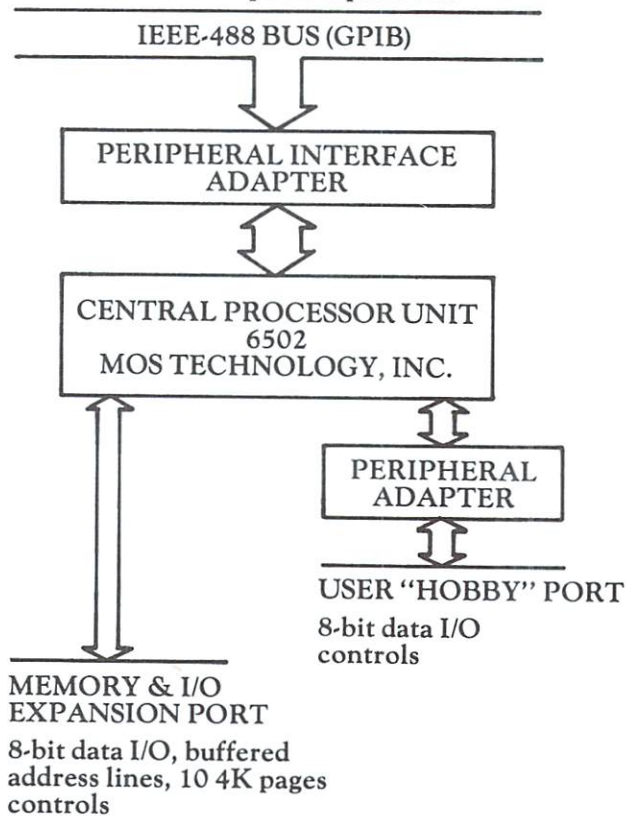 IEEE-488 BUS (GPIB)
PERIPHERAL INTERFACE
ADAPTER
CENTRAL PROCESSOR UNIT
6502
MOS TECHNOLOGY, INC.
PERIPHERAL
ADAPTER
USER “HOBBY” PORT
8-bit data I/O
controls
MEMORY & I/O
EXPANSION PORT
8-bit data I/O, buffered
address lines, 10 4K pages
controls